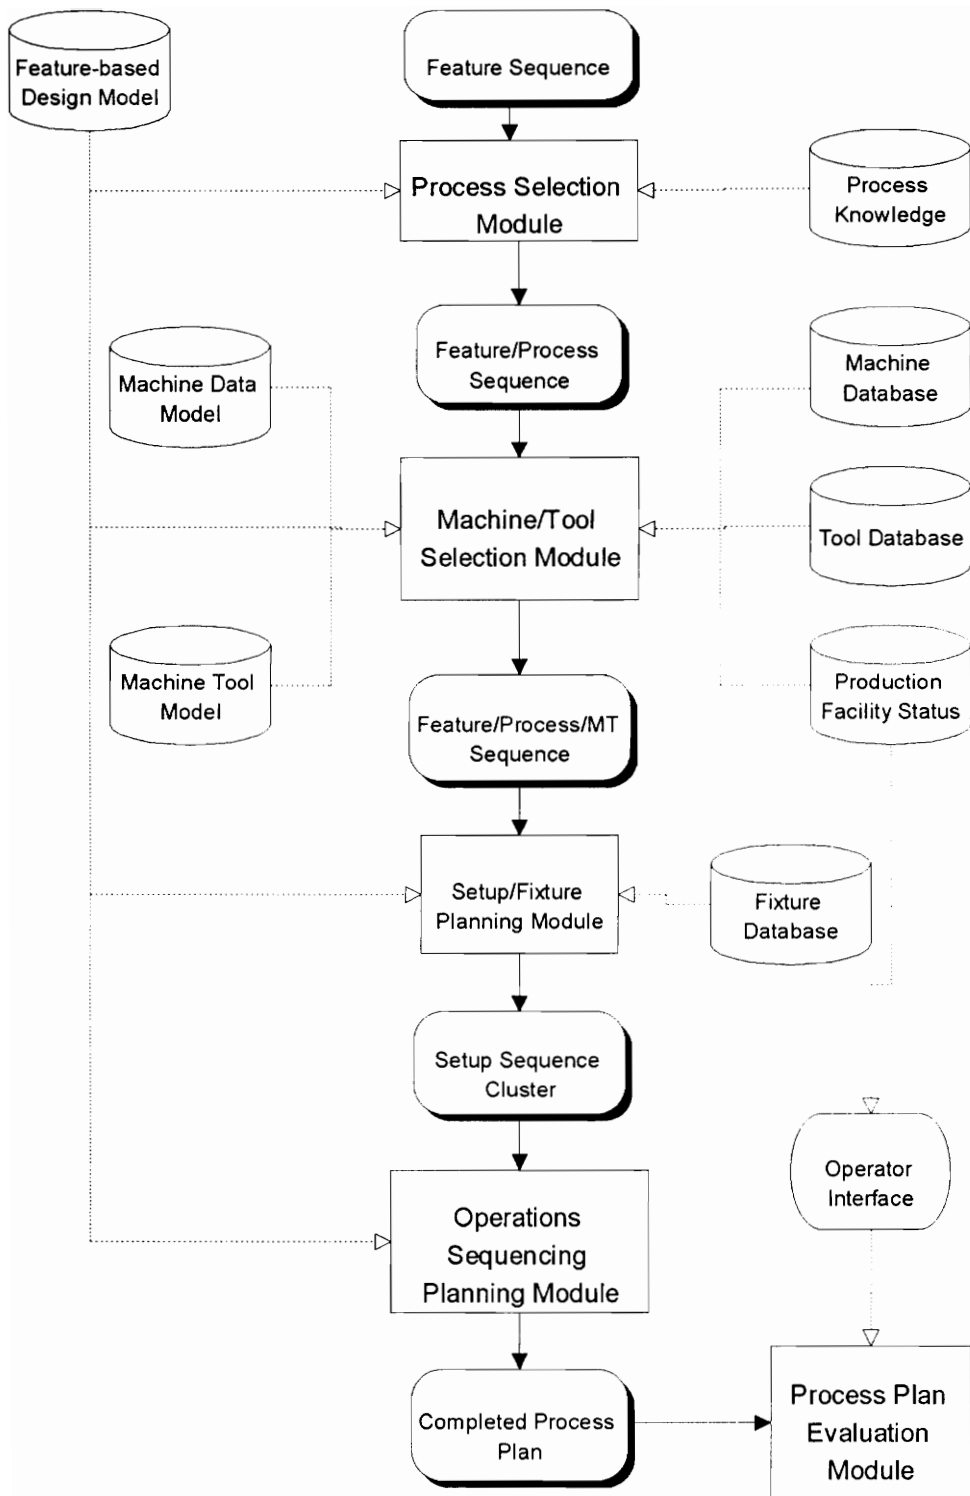 Feature-based
Design Model
Feature Sequence
Process Selection
Module
Process
Knowledge
Feature/Process
Sequence
Machine Data
Model
Machine
Database
Machine/Tool
Selection Module
Tool Database
Machine Tool
Model
Production
Facility Status
Feature/Process/MT
Sequence
Setup/Fixture
Planning Module
Fixture
Database
Setup Sequence
Cluster
Operator
Interface
Operations
Sequencing
Planning Module
Completed Process
Plan
Process Plan
Evaluation
Module